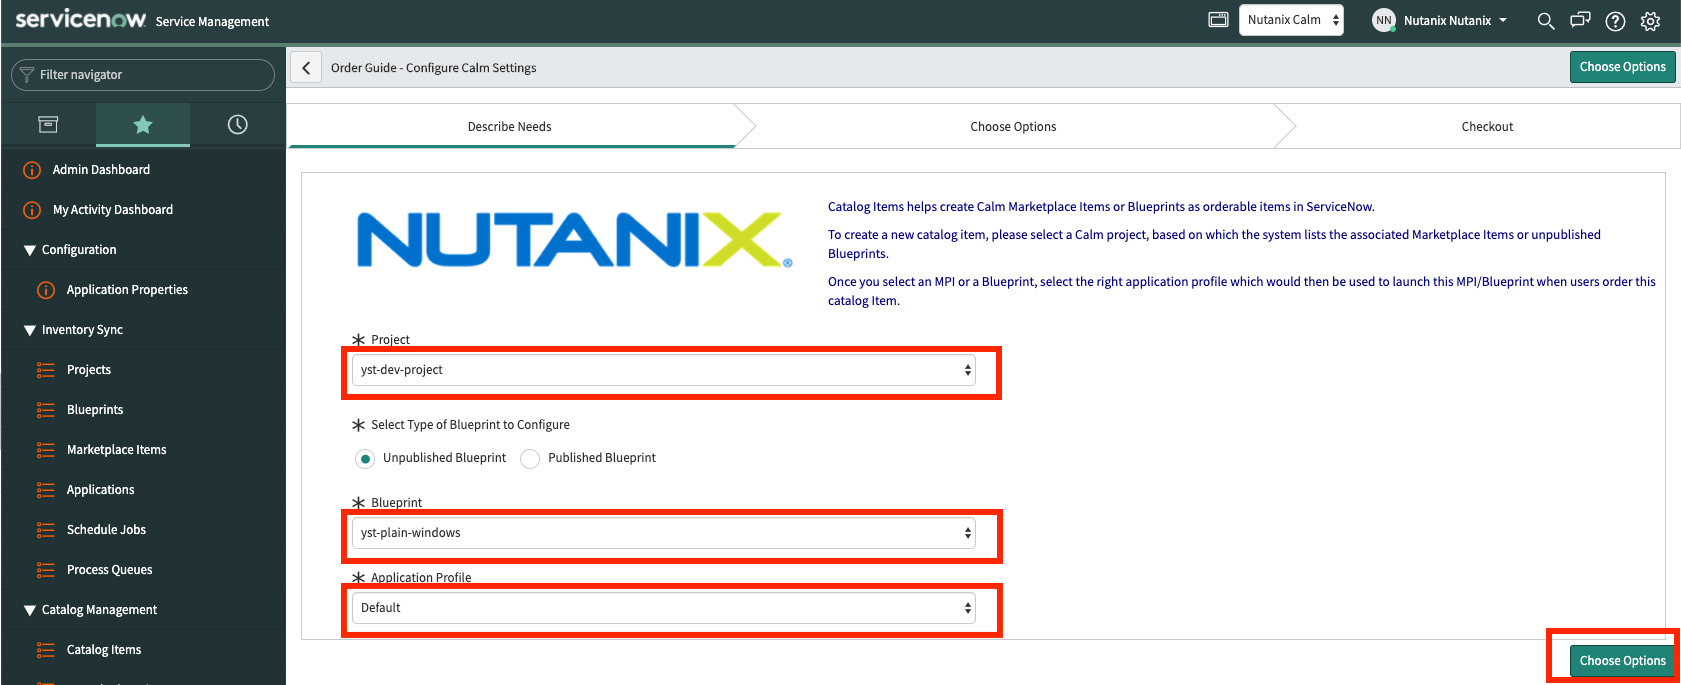 servicenow Service Management
Nutanix Calm
NN Nutanix Nutanix
Filter navigator
Order Guide - Configure Calm Settings
Choose Options
Describe Needs
Choose Options
Checkout
Admin Dashboard
My Activity Dashboard
Configuration
Application Properties
Inventory Sync
Projects
Blueprints
Marketplace Items
Applications
Schedule Jobs
Process Queues
Catalog Management
Catalog Items
NUTANIX®
Catalog Items helps create Calm Marketplace Items or Blueprints as orderable items in ServiceNow.
To create a new catalog item, please select a Calm project, based on which the system lists the associated Marketplace Items or unpublished
Blueprints.
Once you select an MPI or a Blueprint, select the right application profile which would then be used to launch this MPI/Blueprint when users order this
catalog Item.
Project
yst-dev-project
Select Type of Blueprint to Configure
Unpublished Blueprint Published Blueprint
Blueprint
yst-plain-windows
Application Profile
Default
Choose Options